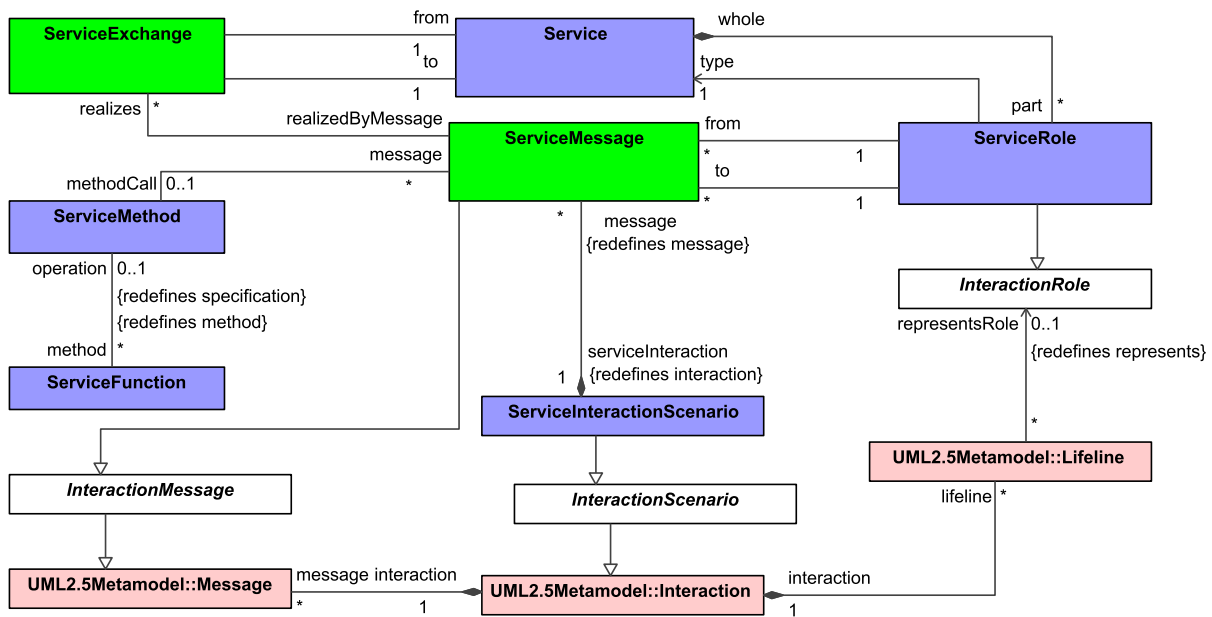 ServiceExchange
from
1
Service
to
1
whole
type
1
part *
realizes *
realizedByMessage
ServiceMessage
from
* 1
to
* 1
ServiceRole
message
*
methodCall 0..1
ServiceMethod
* message
{redefines message}
operation 0..1
{redefines specification}
{redefines method}
method *
ServiceFunction
InteractionRole
representsRole 0..1
{redefines represents}
*
serviceInteraction
1 {redefines interaction}
ServiceInteractionScenario
UML2.5Metamodel::Lifeline
lifeline *
InteractionMessage
InteractionScenario
UML2.5Metamodel::Message
message interaction
* 1
UML2.5Metamodel::Interaction
interaction
1